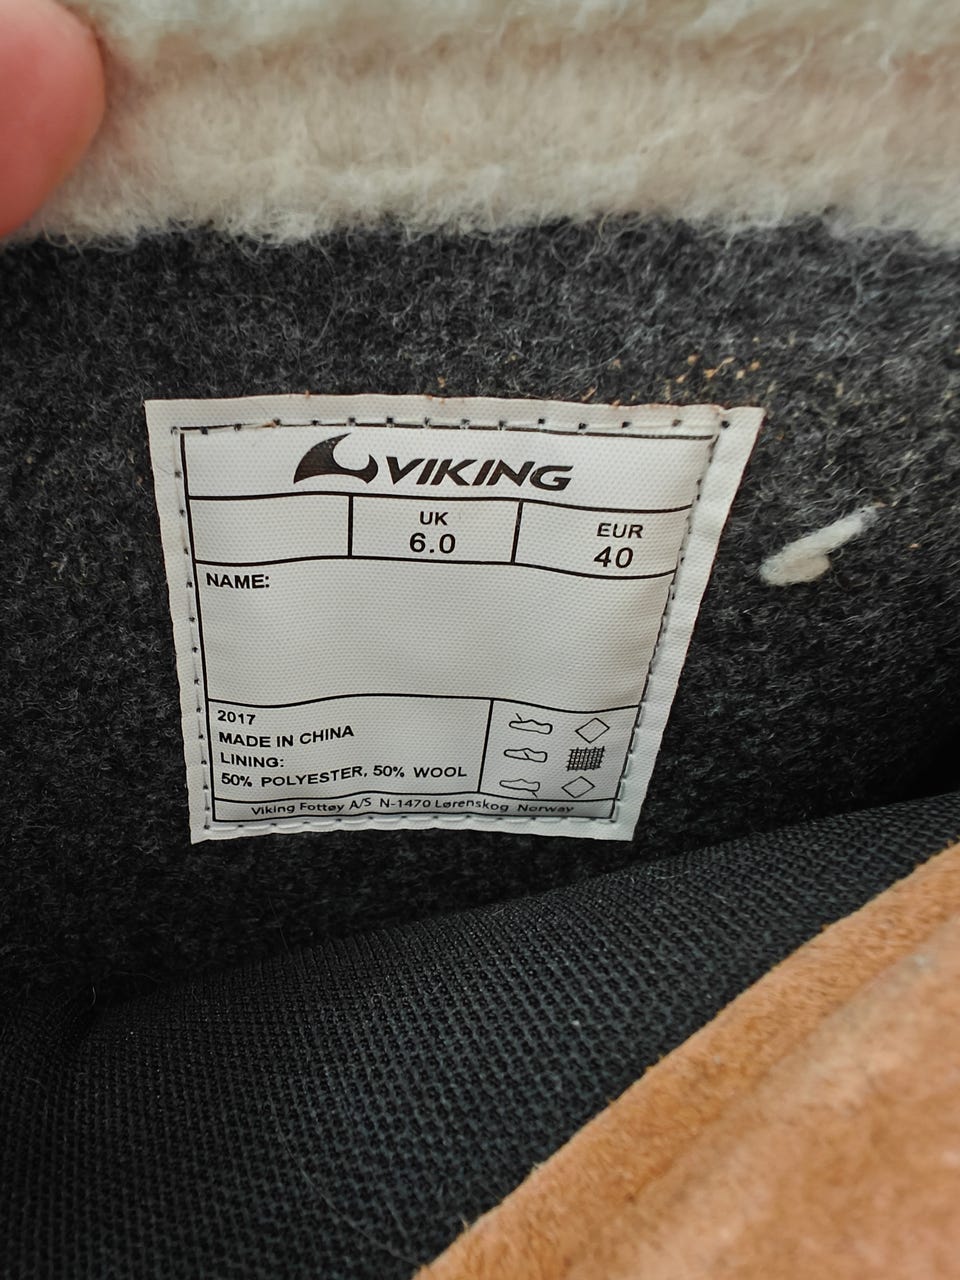 VIKING
UK
6.0
EUR
40
NAME:
2017
MADE IN CHINA
LINING:
50% POLYESTER, 50% WOOL
Viking Fottøy A/S N-1470 Lørenskog Norway